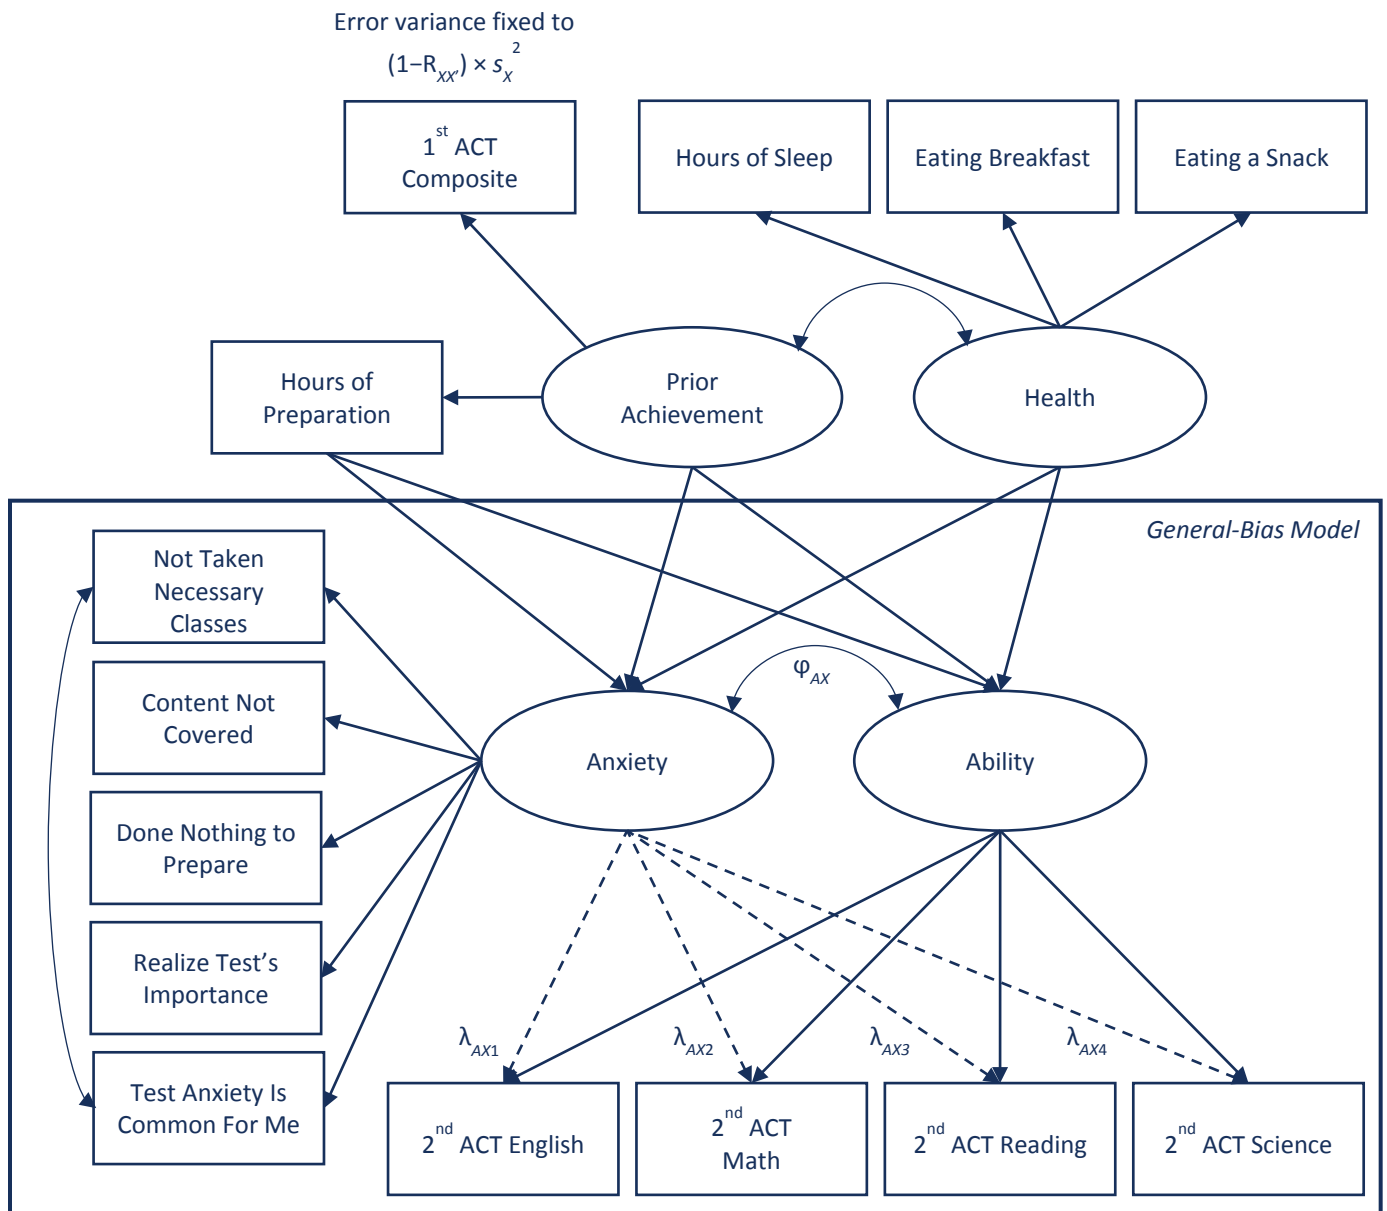 Error variance fixed to
(1−R_XX') × s_X^2
1st ACT
Composite
Hours of Sleep
Eating Breakfast
Eating a Snack
Hours of
Preparation
Prior
Achievement
Health
General-Bias Model
Not Taken
Necessary
Classes
Content Not
Covered
Done Nothing to
Prepare
Realize Test’s
Importance
Test Anxiety Is
Common For Me
φ_AX
Anxiety
Ability
λ_AX1
λ_AX2
λ_AX3
λ_AX4
2nd ACT English
2nd ACT
Math
2nd ACT Reading
2nd ACT Science